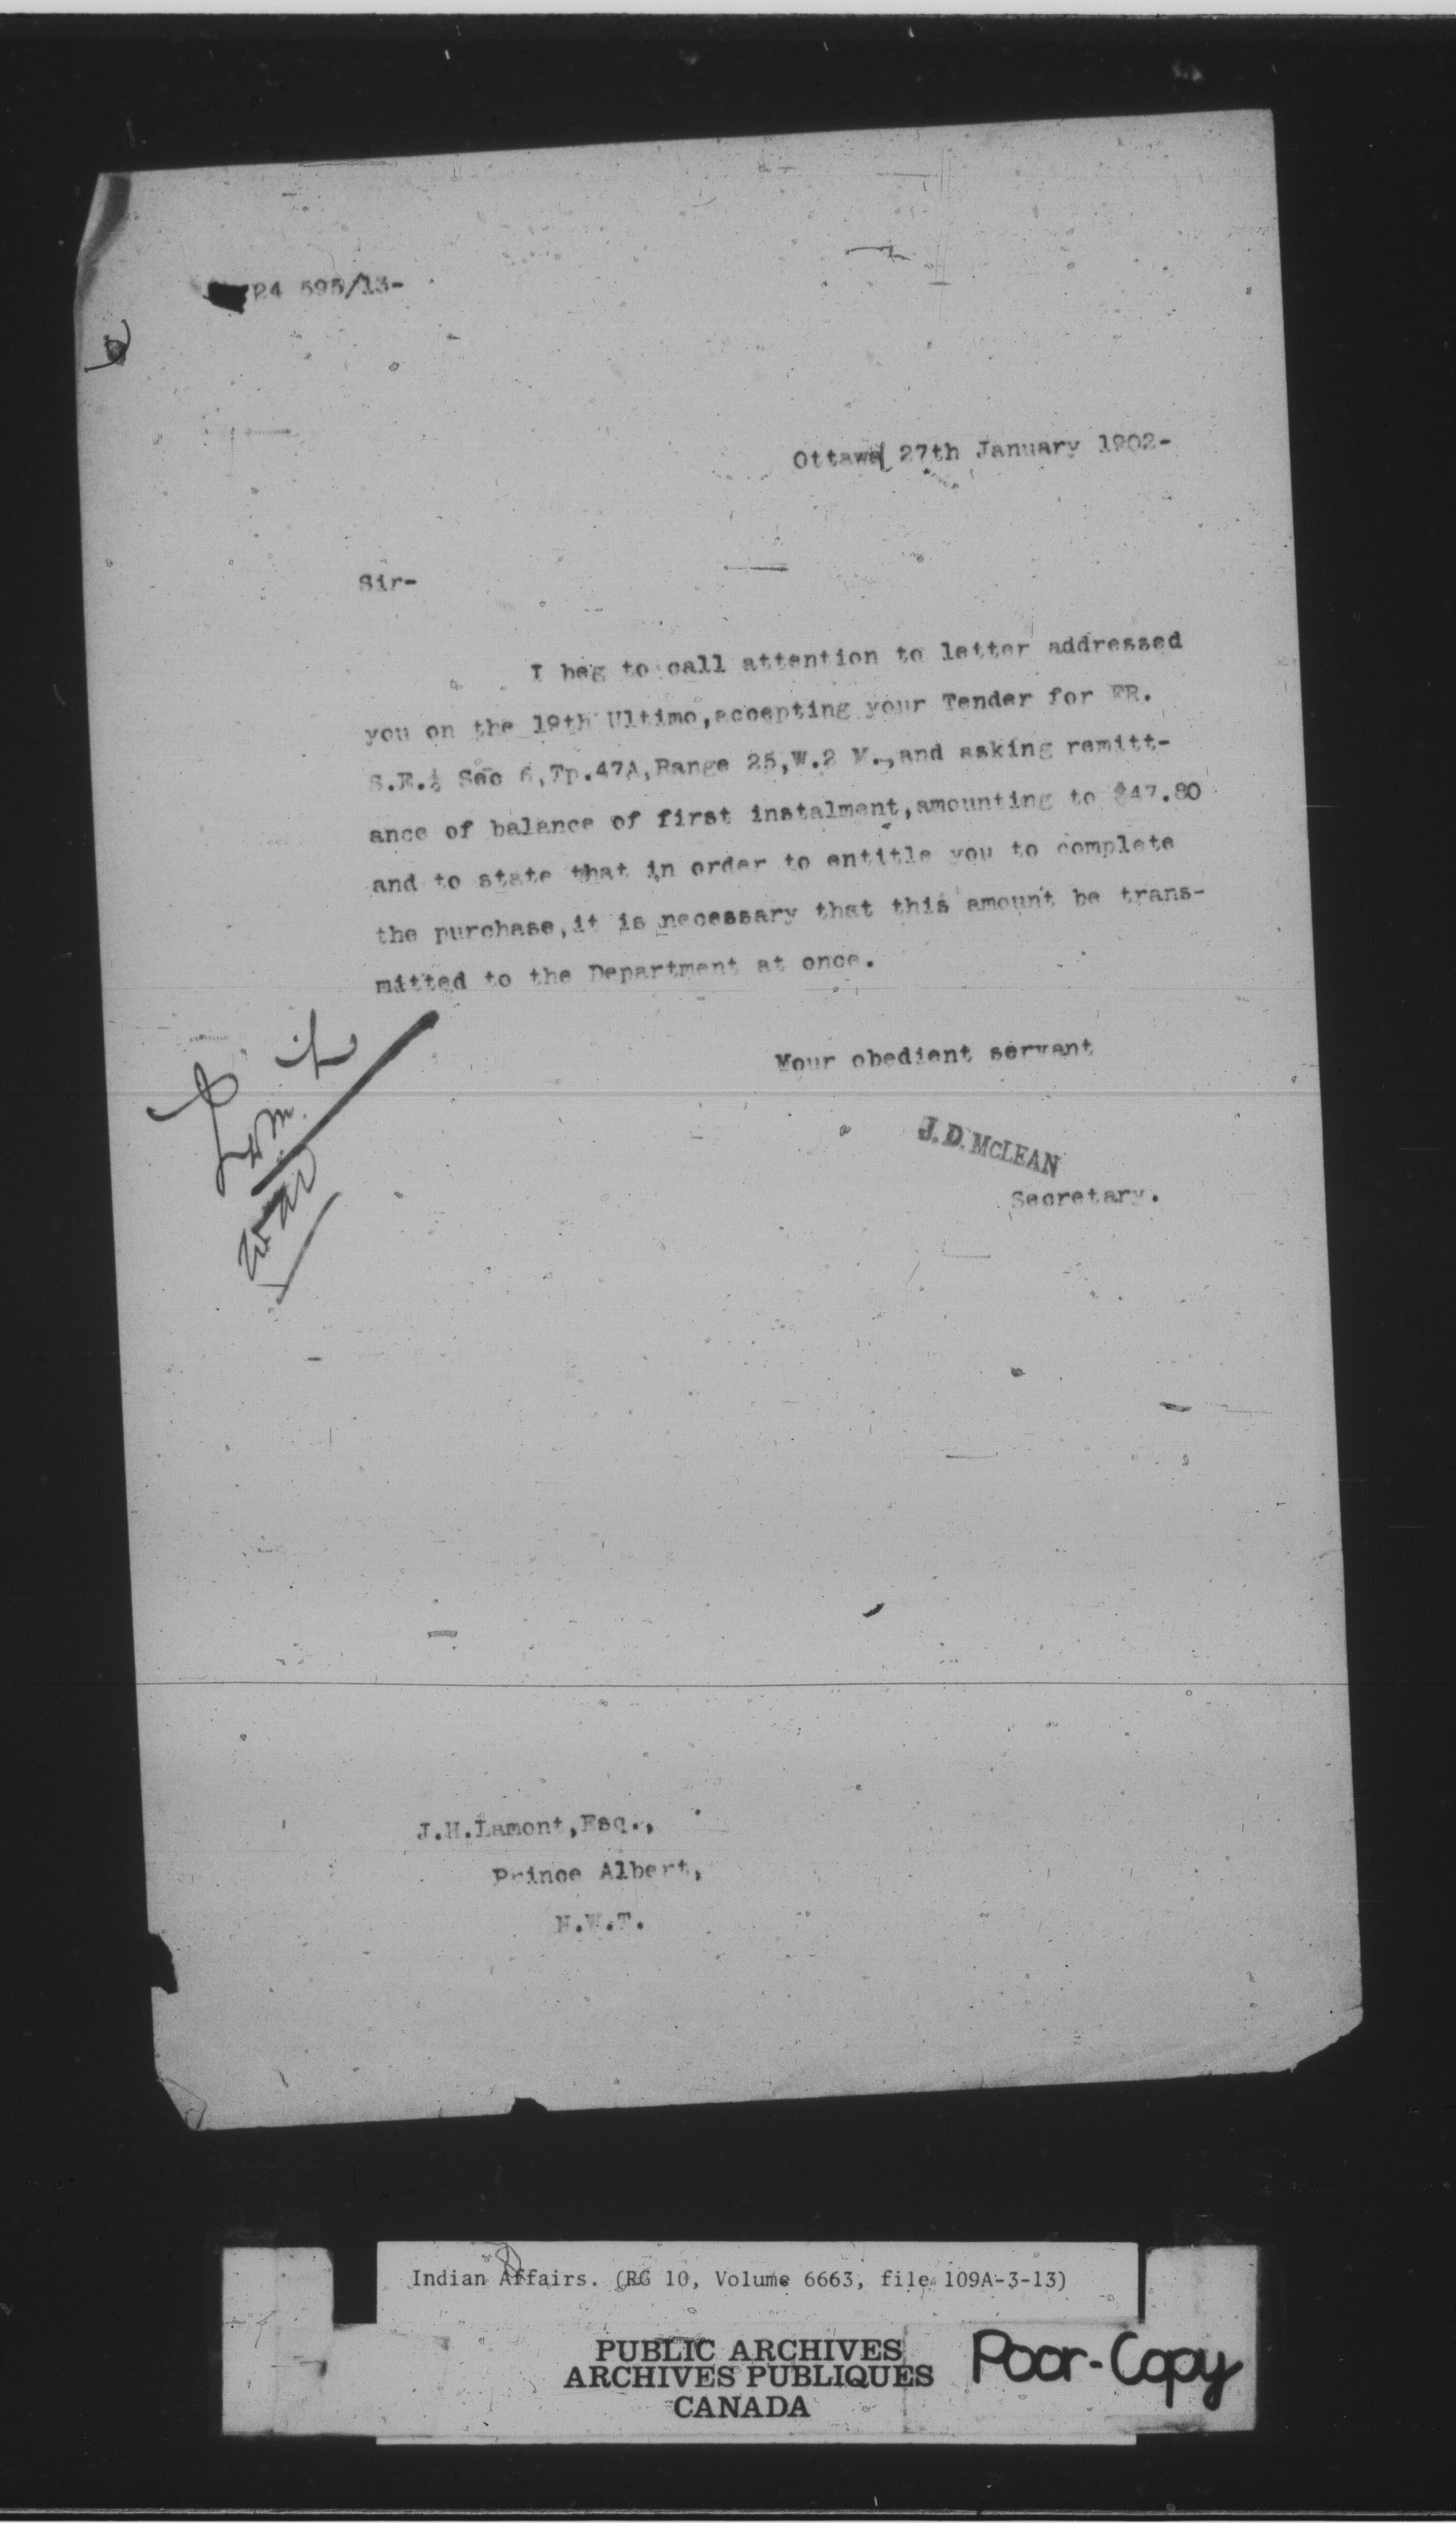 24 595/13-
Ottawa 27th January 1902-
Sir-
I beg to call attention to letter addressed
you on the 19th Ultimo,accepting your Tender for FR.
S.E.¼ Sec 6,Tp.47A,Range 25,W.2 M.,and asking remitt-
ance of balance of first instalment,amounting to $47.80
and to state that in order to entitle you to complete
the purchase,it is necessary that this amount be trans-
mitted to the Department at once.
Your obedient servant
J.D. McLEAN
Secretary.
J.H.Lamont,Esq.,
Prince Albert,
N.W.T.
Indian Affairs. (RG 10, Volume 6663, file 109A-3-13)
PUBLIC ARCHIVES
ARCHIVES PUBLIQUES
CANADA
Poor-Copy